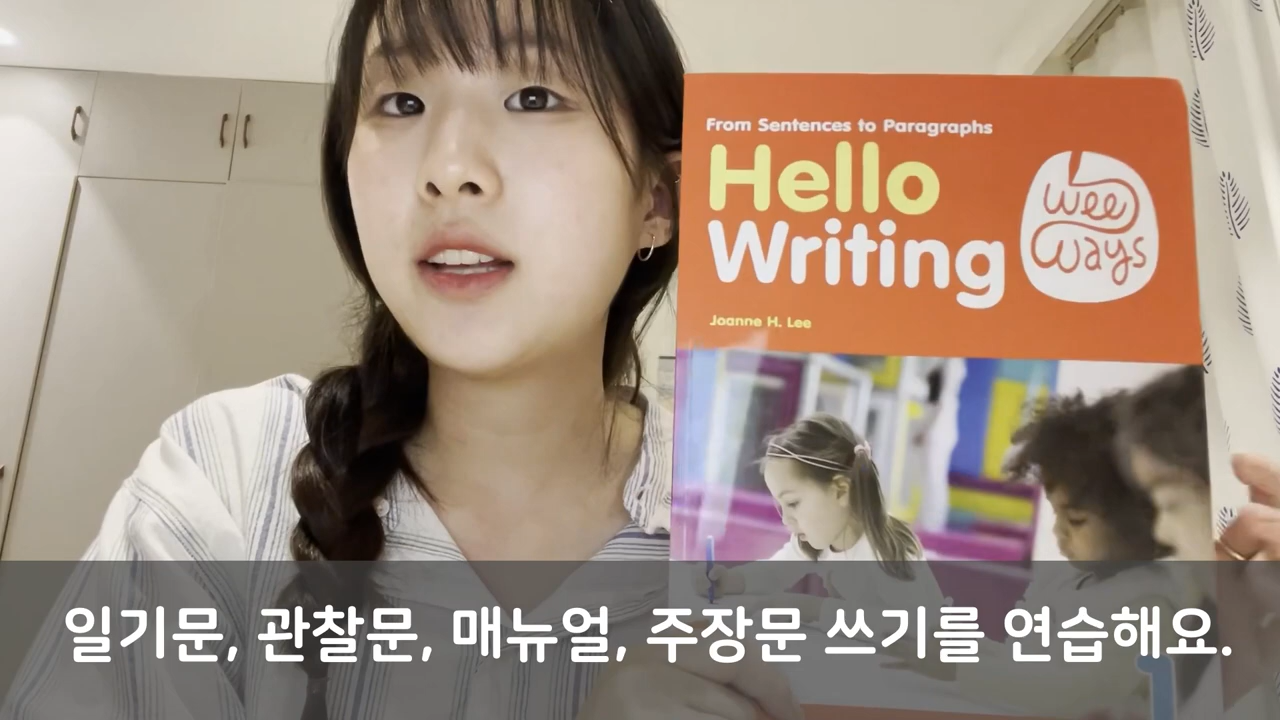 From Sentences to Paragraphs
Hello
Writing
wee
ways
Joanne H. Lee
1
일기문, 관찰문, 매뉴얼, 주장문 쓰기를 연습해요.